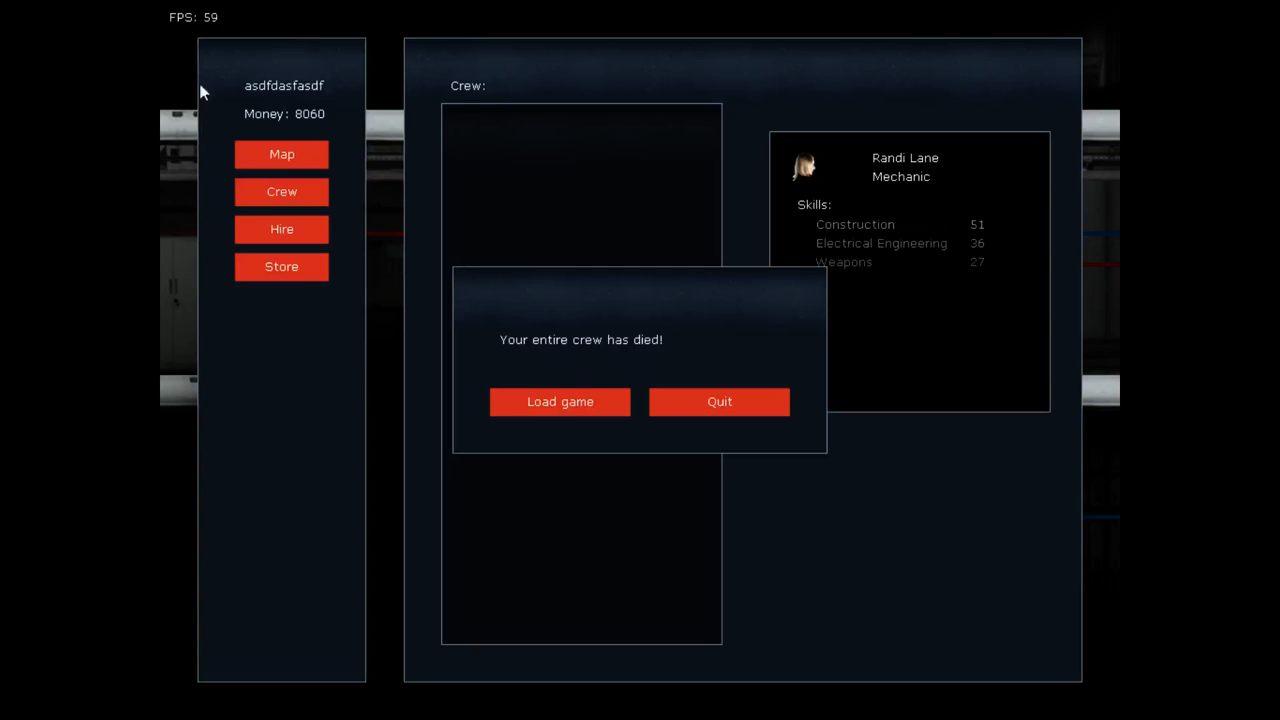 FPS: 59
asdfdasfasdf
Money: 8060
Map
Crew
Hire
Store
Crew:
Randi Lane
Mechanic
Skills:
Construction 51
Electrical Engineering 36
Weapons 27
Your entire crew has died!
Load game
Quit